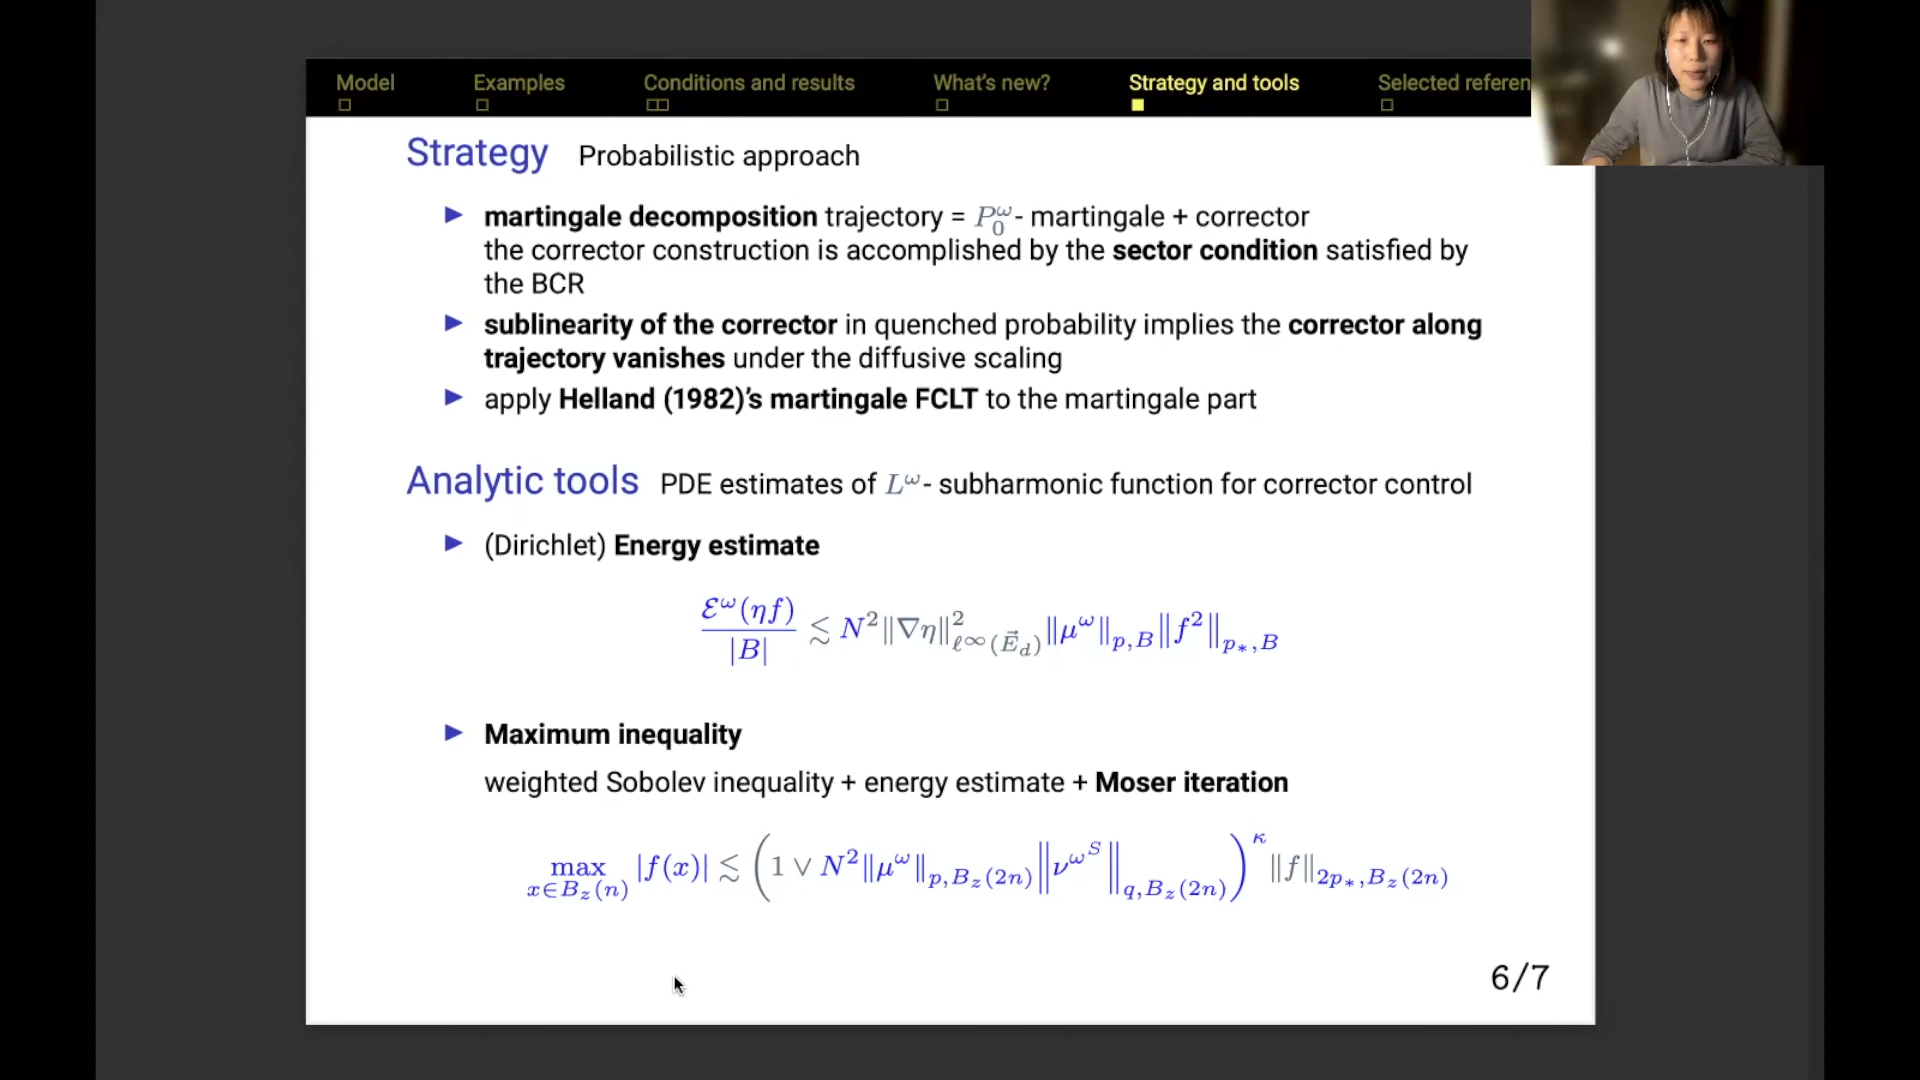 Model Examples Conditions and results What's new? Strategy and tools Selected referen
Strategy Probabilistic approach
▶ martingale decomposition trajectory = P_0^ω- martingale + corrector
the corrector construction is accomplished by the sector condition satisfied by
the BCR
▶ sublinearity of the corrector in quenched probability implies the corrector along
trajectory vanishes under the diffusive scaling
▶ apply Helland (1982)'s martingale FCLT to the martingale part
Analytic tools PDE estimates of L^ω- subharmonic function for corrector control
▶ (Dirichlet) Energy estimate
ℰ^ω(ηf)/|B| ≲ N²‖∇η‖²_{ℓ^∞(E⃗_d)}‖μ^ω‖_{p,B}‖f²‖_{p_*,B}
▶ Maximum inequality
weighted Sobolev inequality + energy estimate + Moser iteration
max_{x∈B_z(n)} |f(x)| ≲ (1 ∨ N²‖μ^ω‖_{p,B_z(2n)}‖ν^{ω^S}‖_{q,B_z(2n)})^κ ‖f‖_{2p_*,B_z(2n)}
6/7